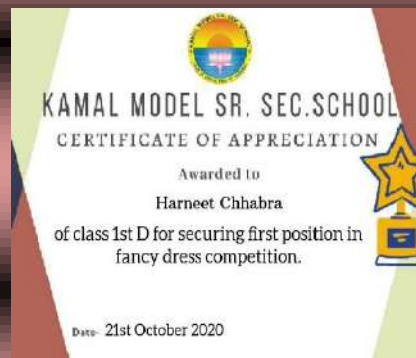 KAMAL MODEL SR. SEC.SCHOOL
CERTIFICATE OF APPRECIATION
Awarded to
Harneet Chhabra
of class 1st D for securing first position in
fancy dress competition.
Date- 21st October 2020